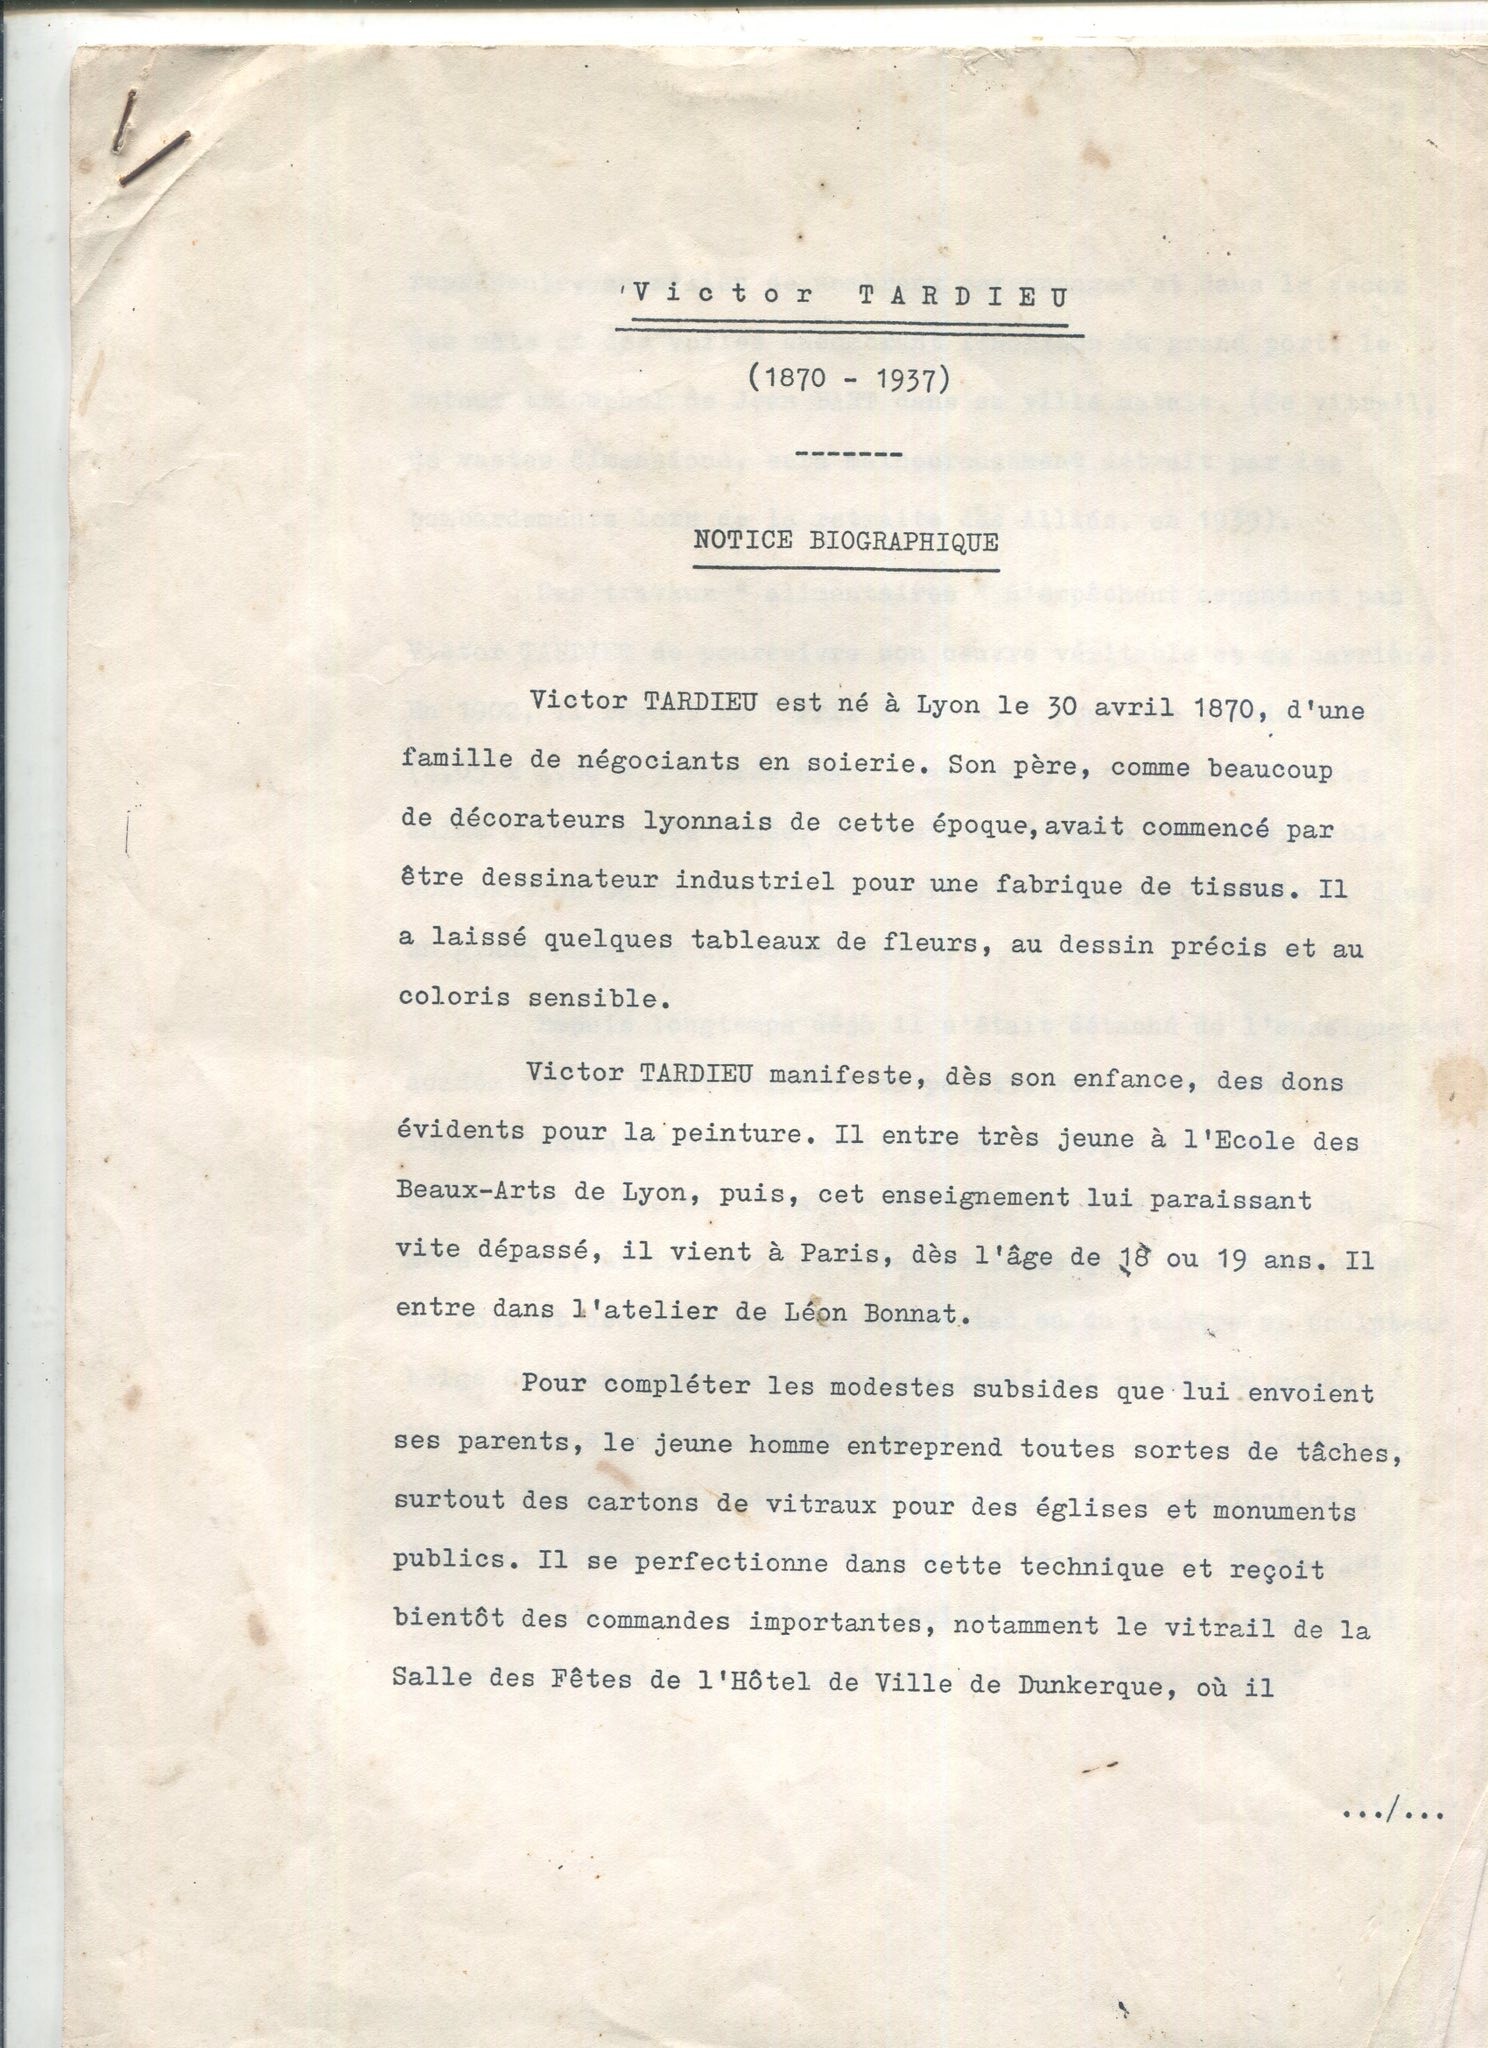 Victor TARDIEU
(1870 - 1937)
-------
NOTICE BIOGRAPHIQUE
Victor TARDIEU est né à Lyon le 30 avril 1870, d'une
famille de négociants en soierie. Son père, comme beaucoup
de décorateurs lyonnais de cette époque, avait commencé par
être dessinateur industriel pour une fabrique de tissus. Il
a laissé quelques tableaux de fleurs, au dessin précis et au
coloris sensible.
Victor TARDIEU manifeste, dès son enfance, des dons
évidents pour la peinture. Il entre très jeune à l'Ecole des
Beaux-Arts de Lyon, puis, cet enseignement lui paraissant
vite dépassé, il vient à Paris, dès l'âge de 18 ou 19 ans. Il
entre dans l'atelier de Léon Bonnat.
Pour compléter les modestes subsides que lui envoient
ses parents, le jeune homme entreprend toutes sortes de tâches,
surtout des cartons de vitraux pour des églises et monuments
publics. Il se perfectionne dans cette technique et reçoit
bientôt des commandes importantes, notamment le vitrail de la
Salle des Fêtes de l'Hôtel de Ville de Dunkerque, où il
.../...